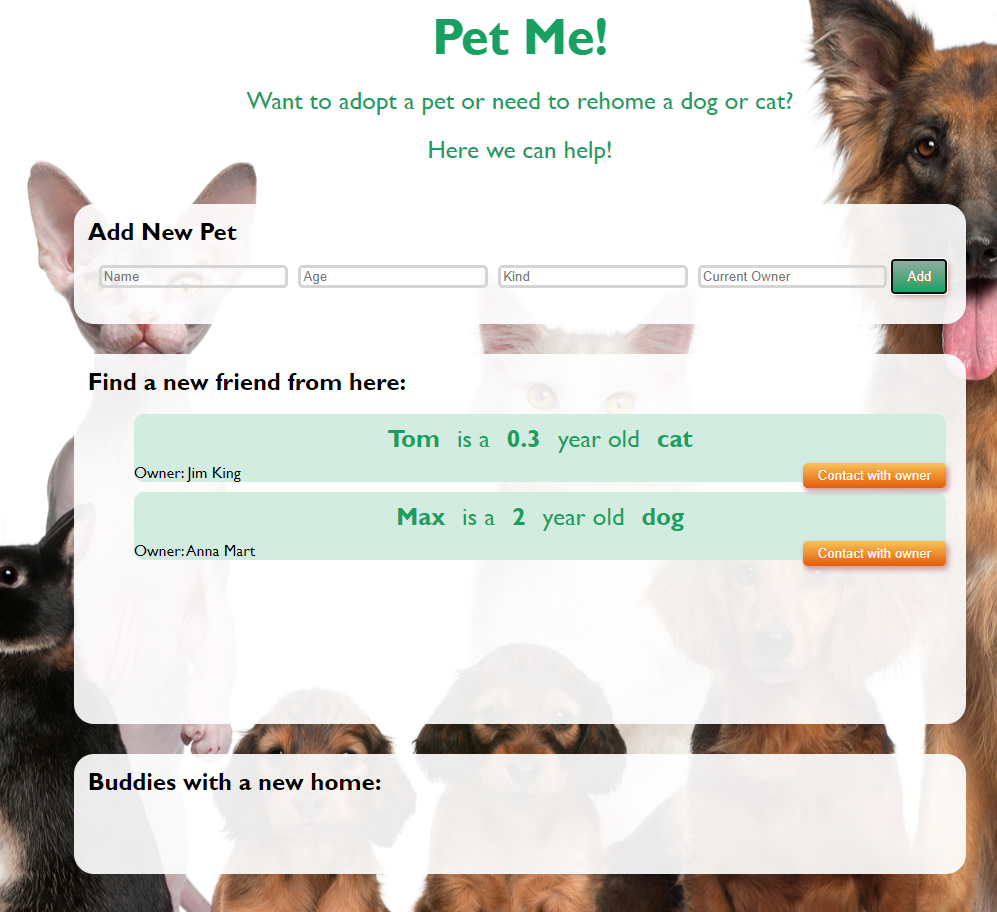 Pet Me!
Want to adopt a pet or need to rehome a dog or cat?
Here we can help!
Add New Pet
Name Age Kind Current Owner Add
Find a new friend from here:
Tom is a 0.3 year old cat
Owner: Jim King Contact with owner
Max is a 2 year old dog
Owner: Anna Mart Contact with owner
Buddies with a new home: